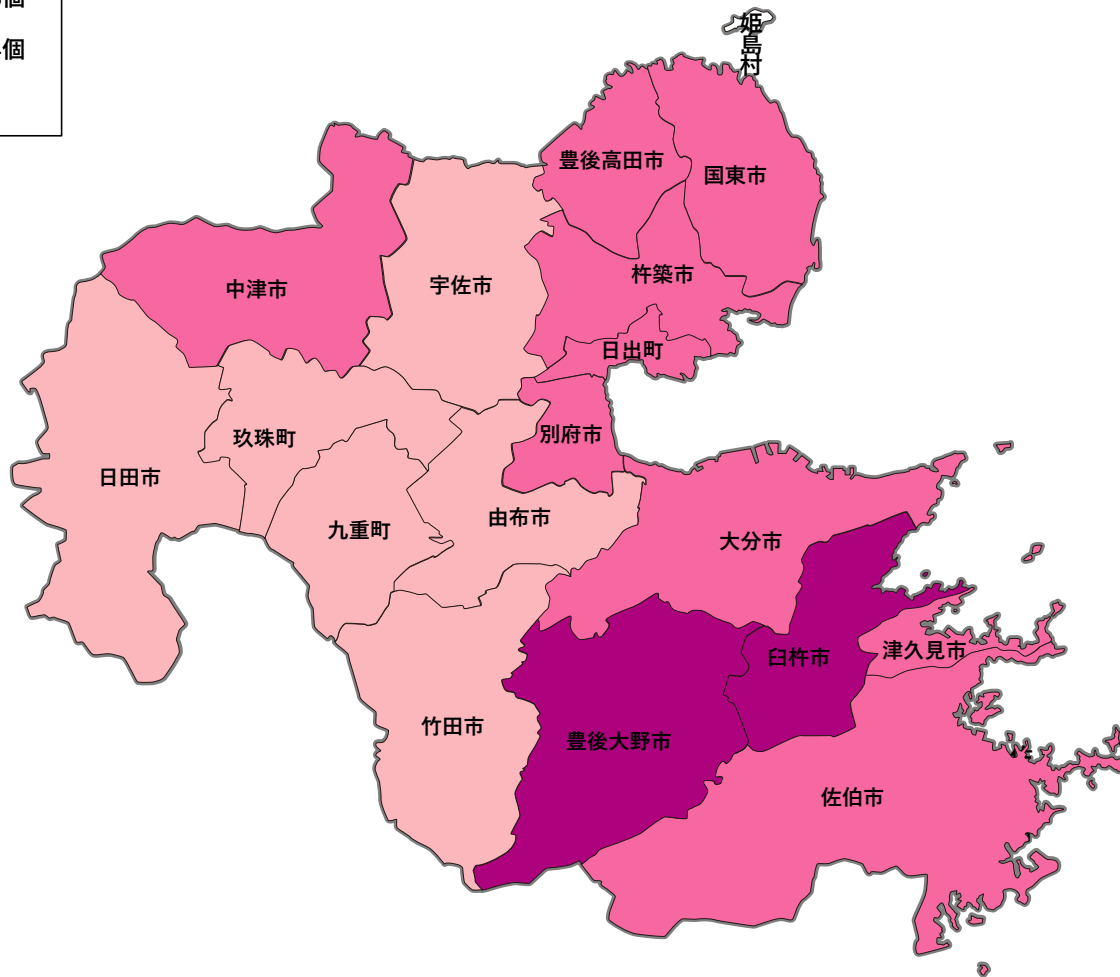 個
個
姫島村
豊後高田市
国東市
杵築市
宇佐市
中津市
日出町
別府市
玖珠町
日田市
由布市
九重町
大分市
津久見市
臼杵市
竹田市
豊後大野市
佐伯市